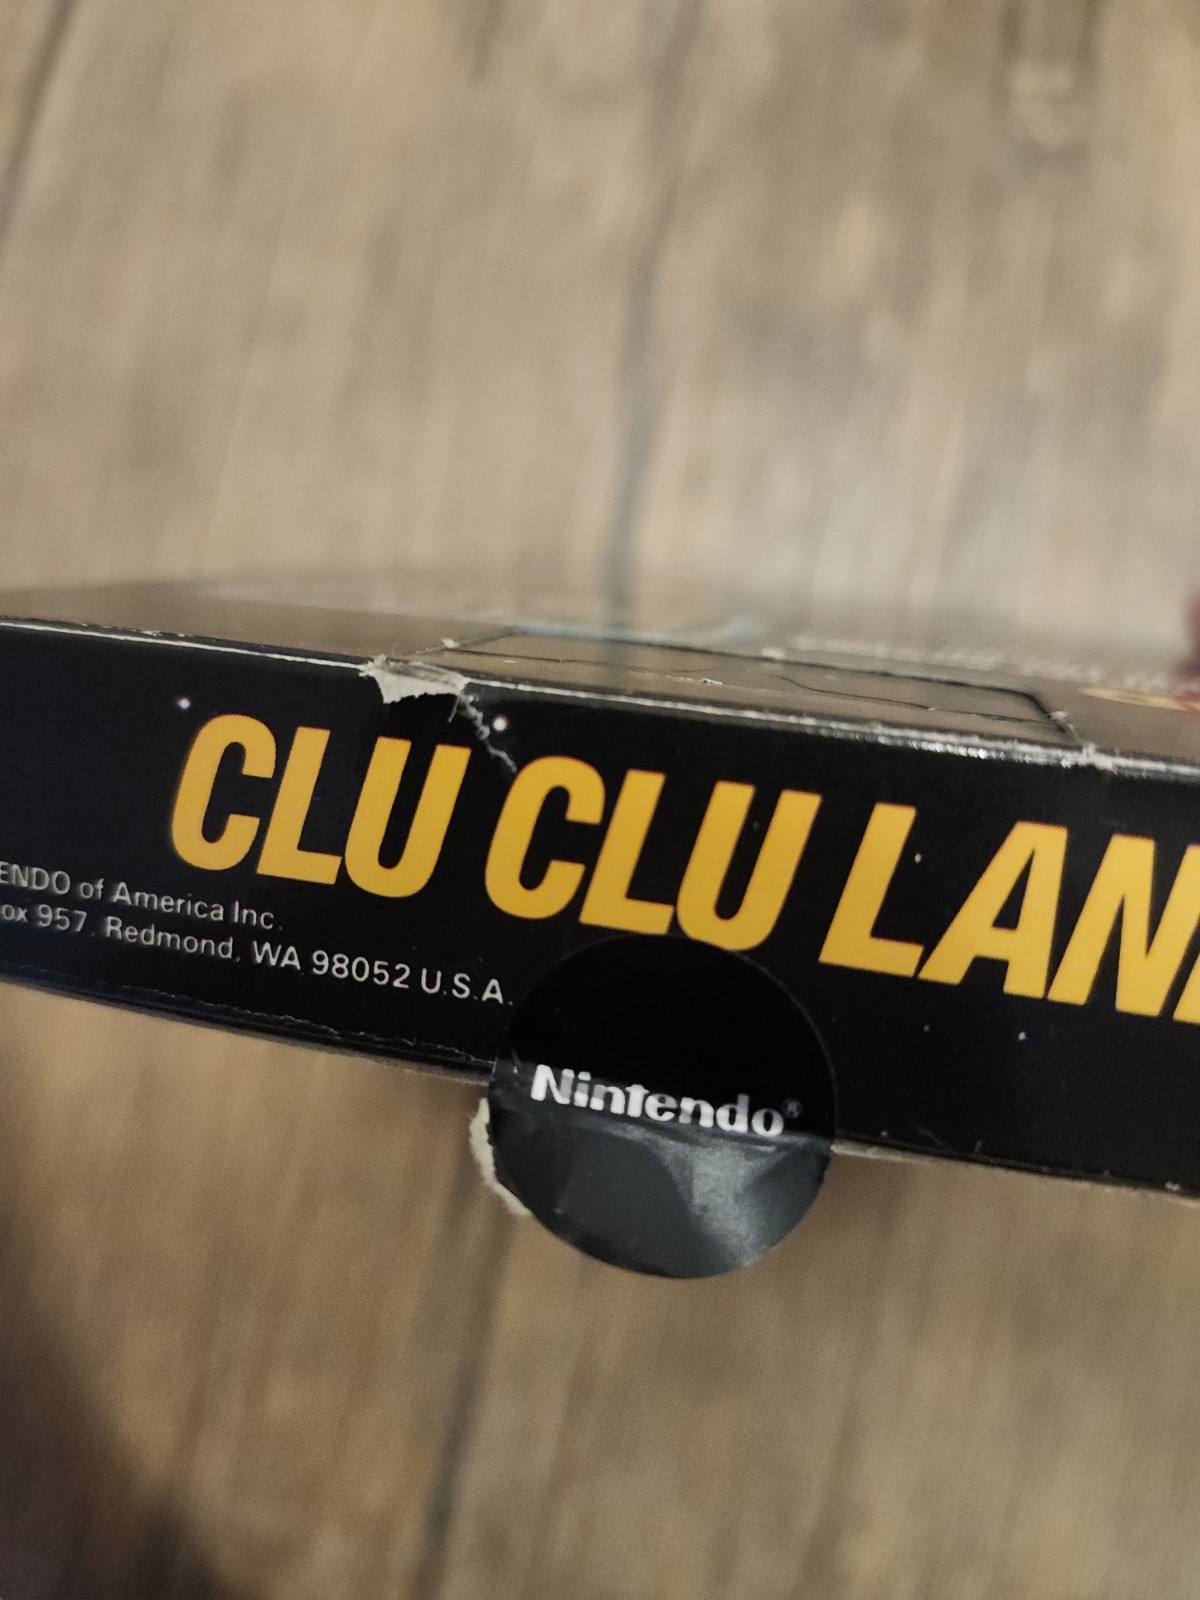 CLU CLU LAN
ENDO of America Inc.
ox 957, Redmond, WA 98052 U.S.A.
Nintendo®